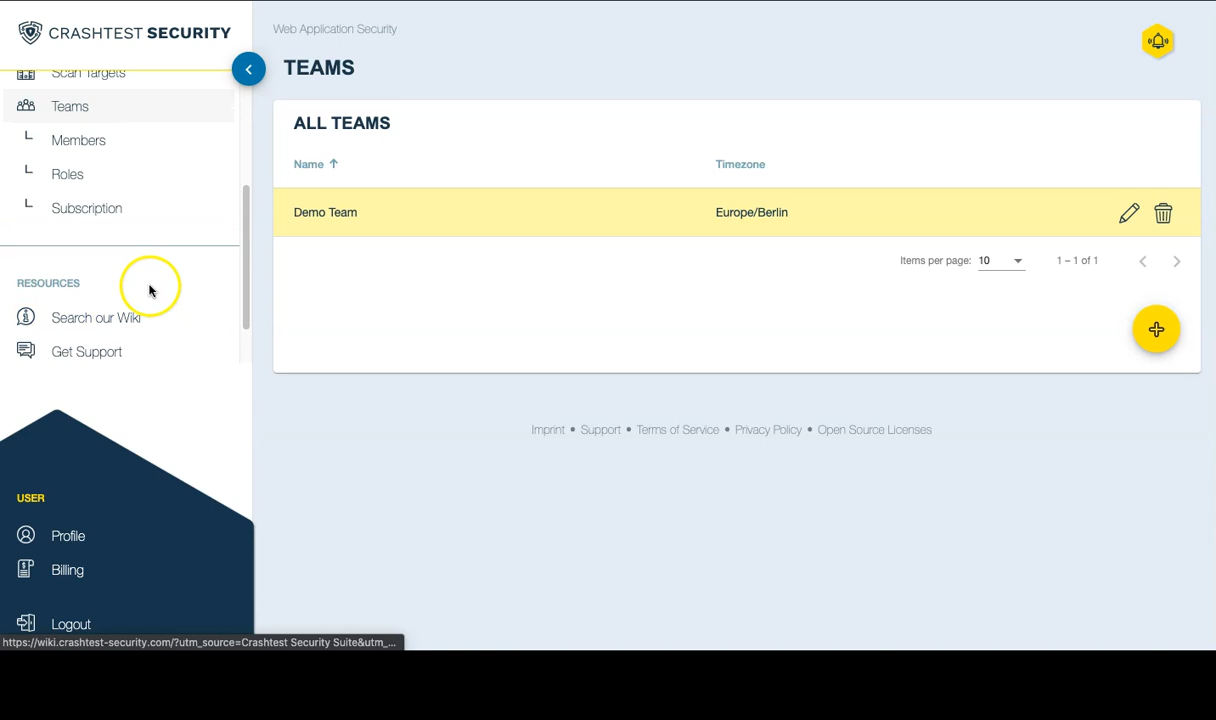 CRASHTEST SECURITY
Scan Targets
Teams
Members
Roles
Subscription
RESOURCES
Search our Wiki
Get Support
USER
Profile
Billing
Logout
https://wiki.crashtest-security.com/?utm_source=Crashtest Security Suite&utm_...
Web Application Security
TEAMS
ALL TEAMS
Name Timezone
Demo Team Europe/Berlin
Items per page: 10 1 – 1 of 1
Imprint • Support • Terms of Service • Privacy Policy • Open Source Licenses